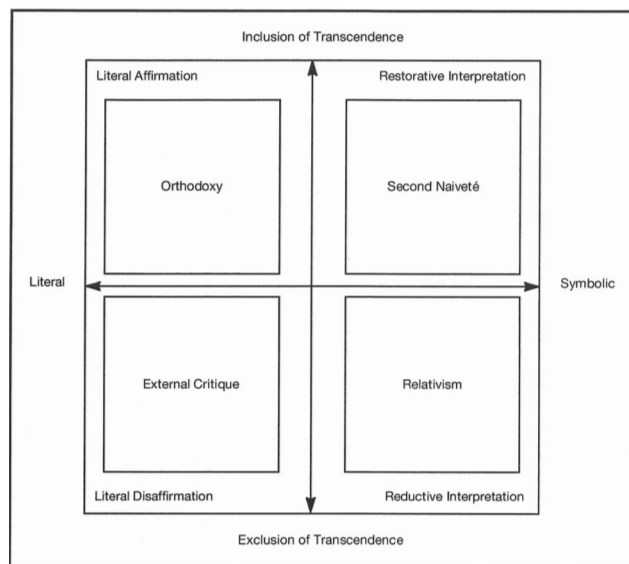 Inclusion of Transcendence
Literal Affirmation
Restorative Interpretation
Orthodoxy
Second Naiveté
Literal
Symbolic
External Critique
Relativism
Literal Disaffirmation
Reductive Interpretation
Exclusion of Transcendence